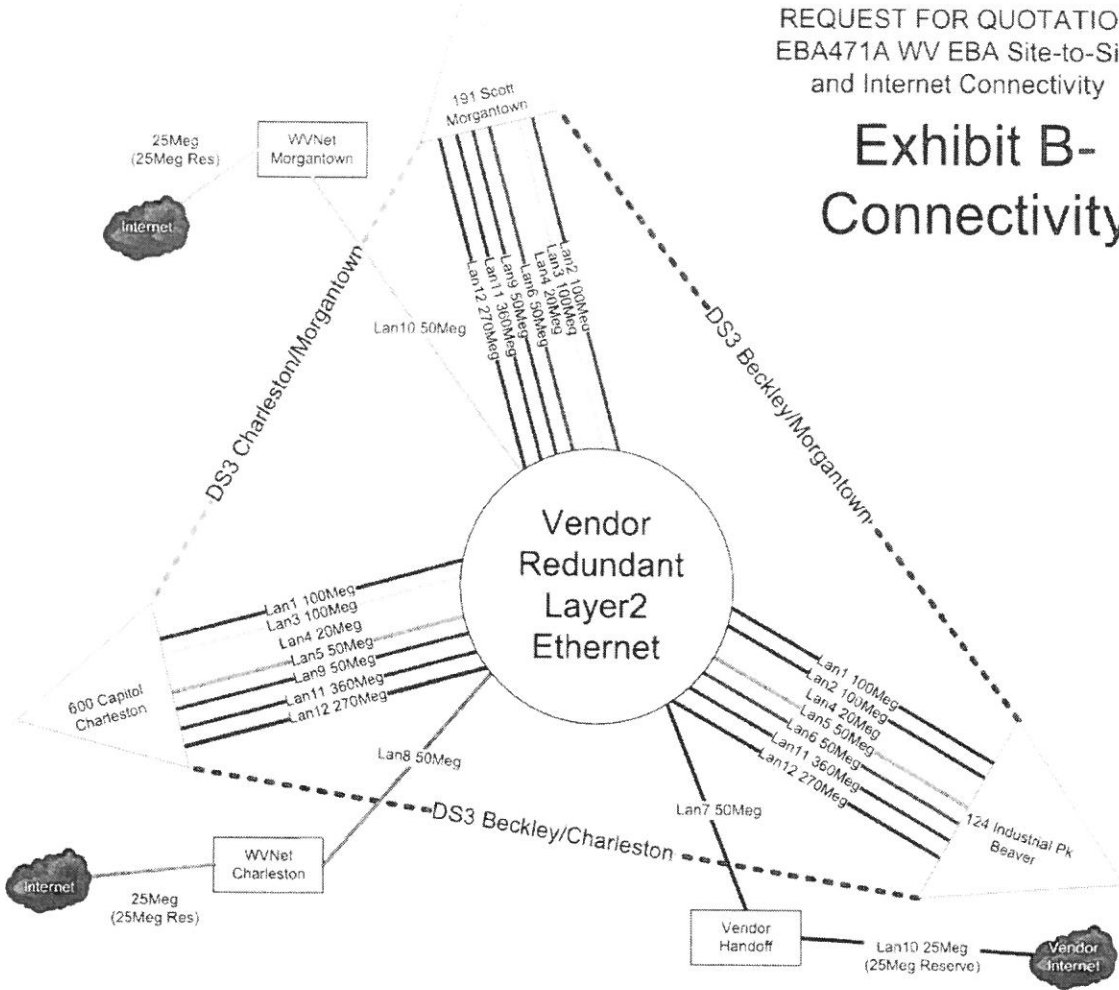 REQUEST FOR QUOTATIO
EBA471A WV EBA Site-to-Si
and Internet Connectivity
Exhibit B-
Connectivity
191 Scott
Morgantown
25Meg
(25Meg Res)
WVNet
Morgantown
Internet
Lan10 50Meg
Lan12 270Meg
Lan11 360Meg
Lan9 50Meg
Lan6 50Meg
Lan4 20Meg
Lan3 100Meg
Lan2 100Meg
DS3 Charleston/Morgantown
DS3 Beckley/Morgantown
Vendor
Redundant
Layer2
Ethernet
Lan1 100Meg
Lan3 100Meg
Lan4 20Meg
Lan5 50Meg
Lan9 50Meg
Lan11 360Meg
Lan12 270Meg
600 Capitol
Charleston
Lan1 100Meg
Lan2 100Meg
Lan4 20Meg
Lan5 50Meg
Lan6 50Meg
Lan11 360Meg
Lan12 270Meg
124 Industrial Pk
Beaver
Lan8 50Meg
Lan7 50Meg
DS3 Beckley/Charleston
WVNet
Charleston
Internet
25Meg
(25Meg Res)
Vendor
Handoff
Lan10 25Meg
(25Meg Reserve)
Vendor
Internet